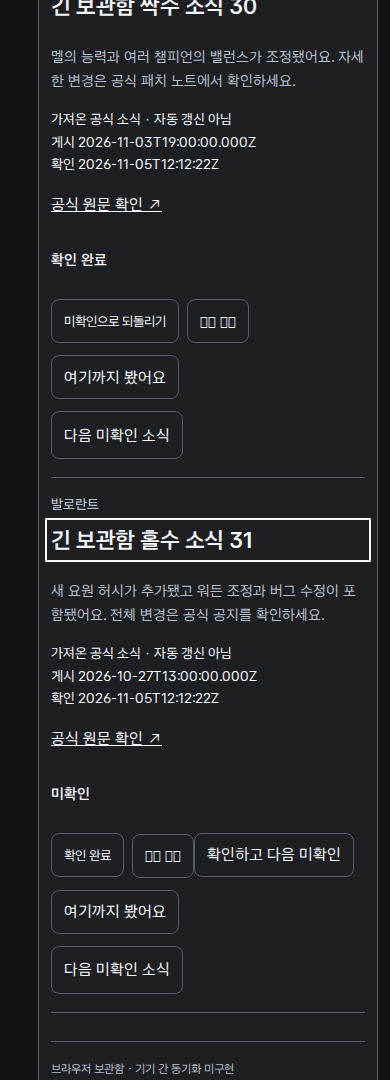 긴 보관함 짝수 소식 30
멜의 능력과 여러 챔피언의 밸런스가 조정됐어요. 자세
한 변경은 공식 패치 노트에서 확인하세요.
가져온 공식 소식 · 자동 갱신 아님
게시 2026-11-03T19:00:00.000Z
확인 2026-11-05T12:12:22Z
공식 원문 확인 ↗
확인 완료
미확인으로 되돌리기
여기까지 봤어요
다음 미확인 소식
발로란트
긴 보관함 홀수 소식 31
새 요원 허시가 추가됐고 워든 조정과 버그 수정이 포
함됐어요. 전체 변경은 공식 공지를 확인하세요.
가져온 공식 소식 · 자동 갱신 아님
게시 2026-10-27T13:00:00.000Z
확인 2026-11-05T12:12:22Z
공식 원문 확인 ↗
미확인
확인 완료 확인하고 다음 미확인
여기까지 봤어요
다음 미확인 소식
브라우저 보관함 · 기기 간 동기화 미구현